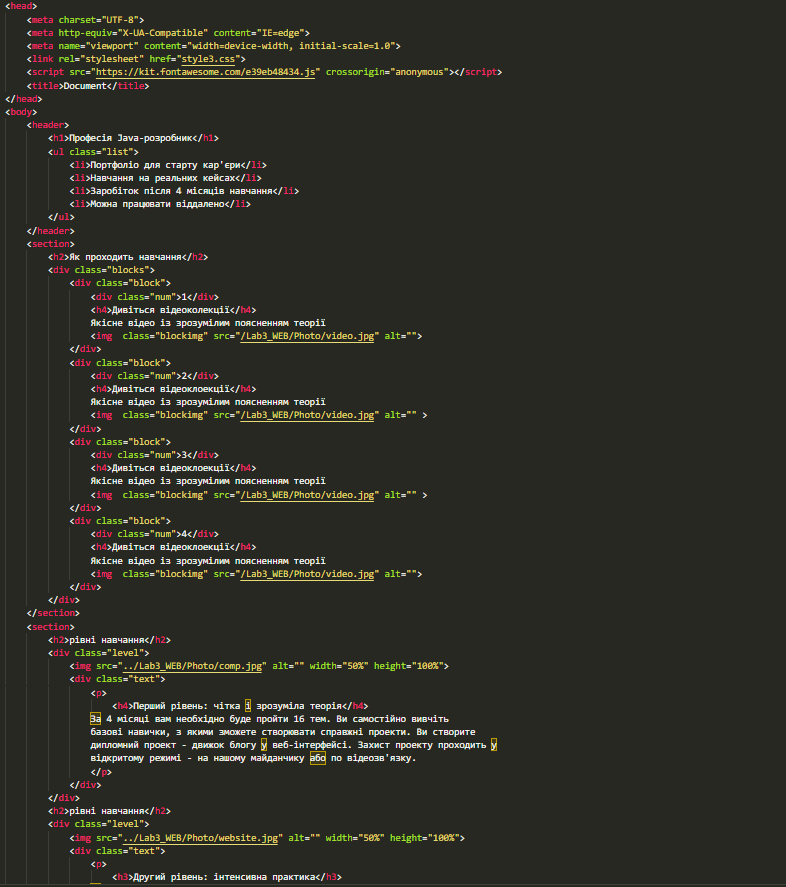 <head>
<meta charset="UTF-8">
<meta http-equiv="X-UA-Compatible" content="IE=edge">
<meta name="viewport" content="width=device-width, initial-scale=1.0">
<link rel="stylesheet" href="style3.css">
<script src="https://kit.fontawesome.com/e39eb48434.js" crossorigin="anonymous"></script>
<title>Document</title>
</head>
<body>
<header>
<h1>Професія Java-розробник</h1>
<ul class="list">
<li>Портфоліо для старту кар'єри</li>
<li>Навчання на реальних кейсах</li>
<li>Заробіток після 4 місяців навчання</li>
<li>Можна працювати віддалено</li>
</ul>
</header>
<section>
<h2>Як проходить навчання</h2>
<div class="blocks">
<div class="block">
<div class="num">1</div>
<h4>Дивіться відеоколекції</h4>
Якісне відео із зрозумілим поясненням теорії
<img  class="blockimg" src="/Lab3_WEB/Photo/video.jpg" alt="">
</div>
<div class="block">
<div class="num">2</div>
<h4>Дивіться відеоклоекції</h4>
Якісне відео із зрозумілим поясненням теорії
<img  class="blockimg" src="/Lab3_WEB/Photo/video.jpg" alt="" >
</div>
<div class="block">
<div class="num">3</div>
<h4>Дивіться відеоклоекції</h4>
Якісне відео із зрозумілим поясненням теорії
<img  class="blockimg" src="/Lab3_WEB/Photo/video.jpg" alt="" >
</div>
<div class="block">
<div class="num">4</div>
<h4>Дивіться відеоклоекції</h4>
Якісне відео із зрозумілим поясненням теорії
<img  class="blockimg" src="/Lab3_WEB/Photo/video.jpg" alt="">
</div>
</div>
</section>
<section>
<h2>рівні навчання</h2>
<div class="level">
<img src="../Lab3_WEB/Photo/comp.jpg" alt="" width="50%" height="100%">
<div class="text">
<p>
<h4>Перший рівень: чітка і зрозуміла теорія</h4>
За 4 місяці вам необхідно буде пройти 16 тем. Ви самостійно вивчіть
базові навички, з якими зможете створювати справжні проекти. Ви створите
дипломний проект - движок блогу у веб-інтерфейсі. Захист проекту проходить у
відкритому режимі - на нашому майданчику або по відеозв'язку.
</p>
</div>
</div>
<h2>рівні навчання</h2>
<div class="level">
<img src="../Lab3_WEB/Photo/website.jpg" alt="" width="50%" height="100%">
<div class="text">
<p>
<h3>Другий рівень: інтенсивна практика</h3>